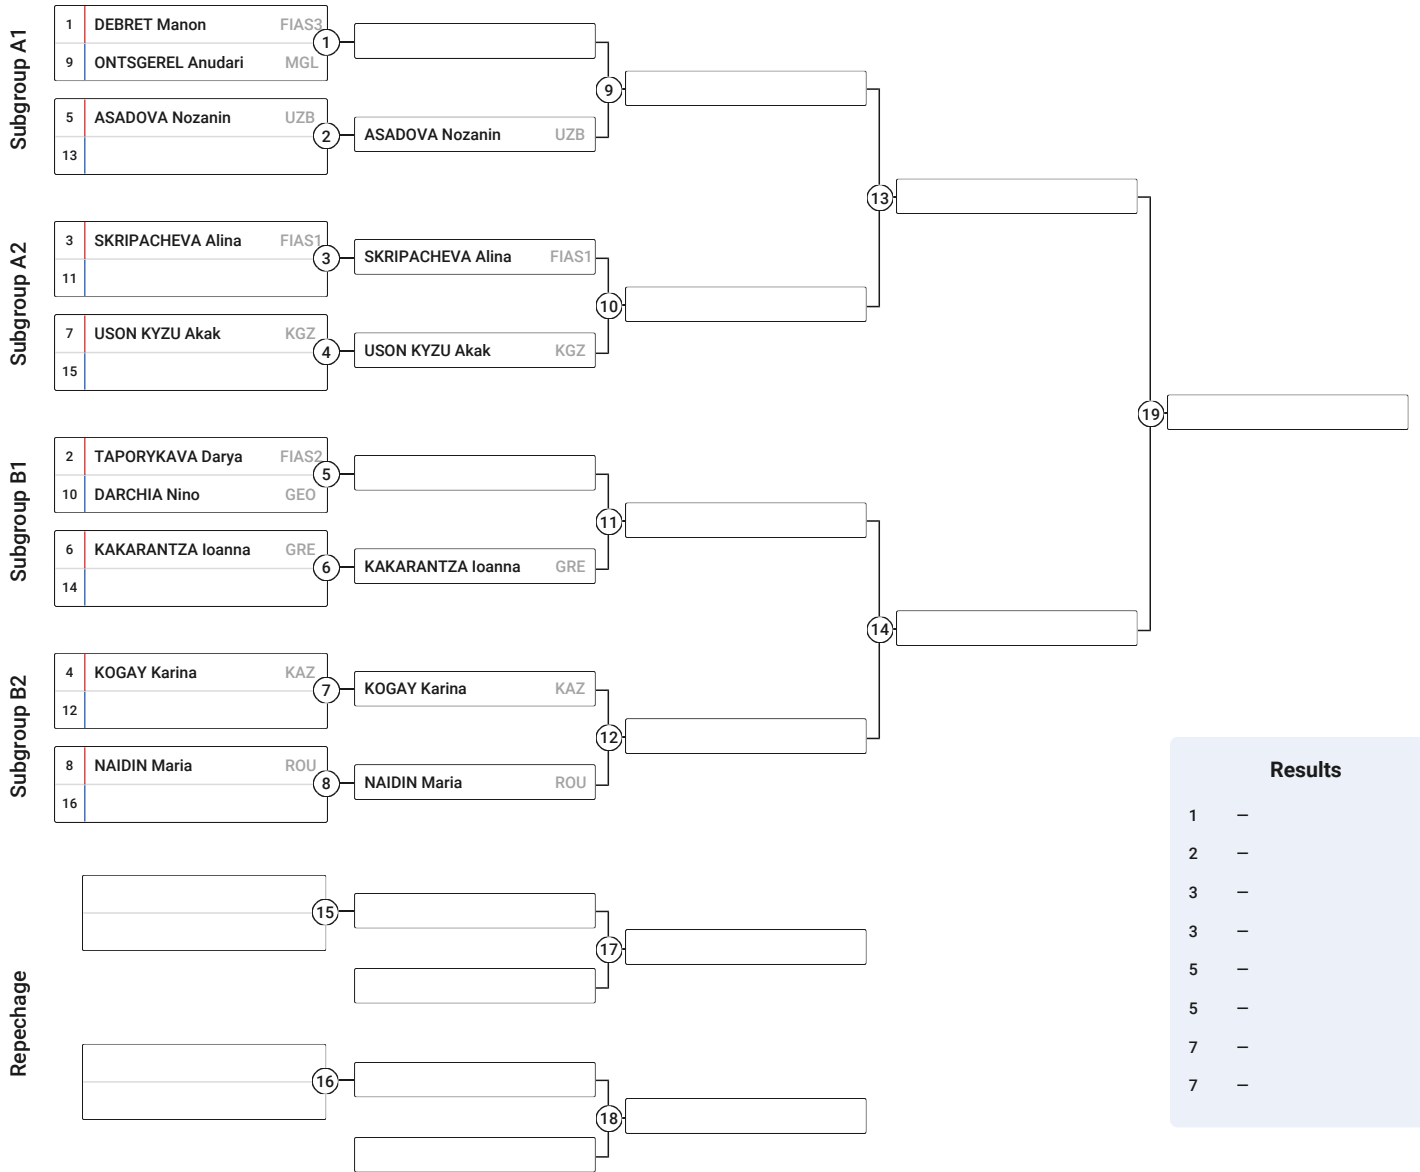 Subgroup A1
1 DEBRET Manon FIAS3
9 ONTSGEREL Anudari MGL
1
5 ASADOVA Nozanin UZB
13
2
ASADOVA Nozanin UZB
9
Subgroup A2
3 SKRIPACHEVA Alina FIAS1
11
3
SKRIPACHEVA Alina FIAS1
7 USON KYZU Akak KGZ
15
4
USON KYZU Akak KGZ
10
13
Subgroup B1
2 TAPORYKAVA Darya FIAS2
10 DARCHIA Nino GEO
5
6 KAKARANTZA Ioanna GRE
14
6
KAKARANTZA Ioanna GRE
11
Subgroup B2
4 KOGAY Karina KAZ
12
7
KOGAY Karina KAZ
8 NAIDIN Maria ROU
16
8
NAIDIN Maria ROU
12
14
19
Repechage
15
17
16
18
Results
1 –
2 –
3 –
3 –
5 –
5 –
7 –
7 –